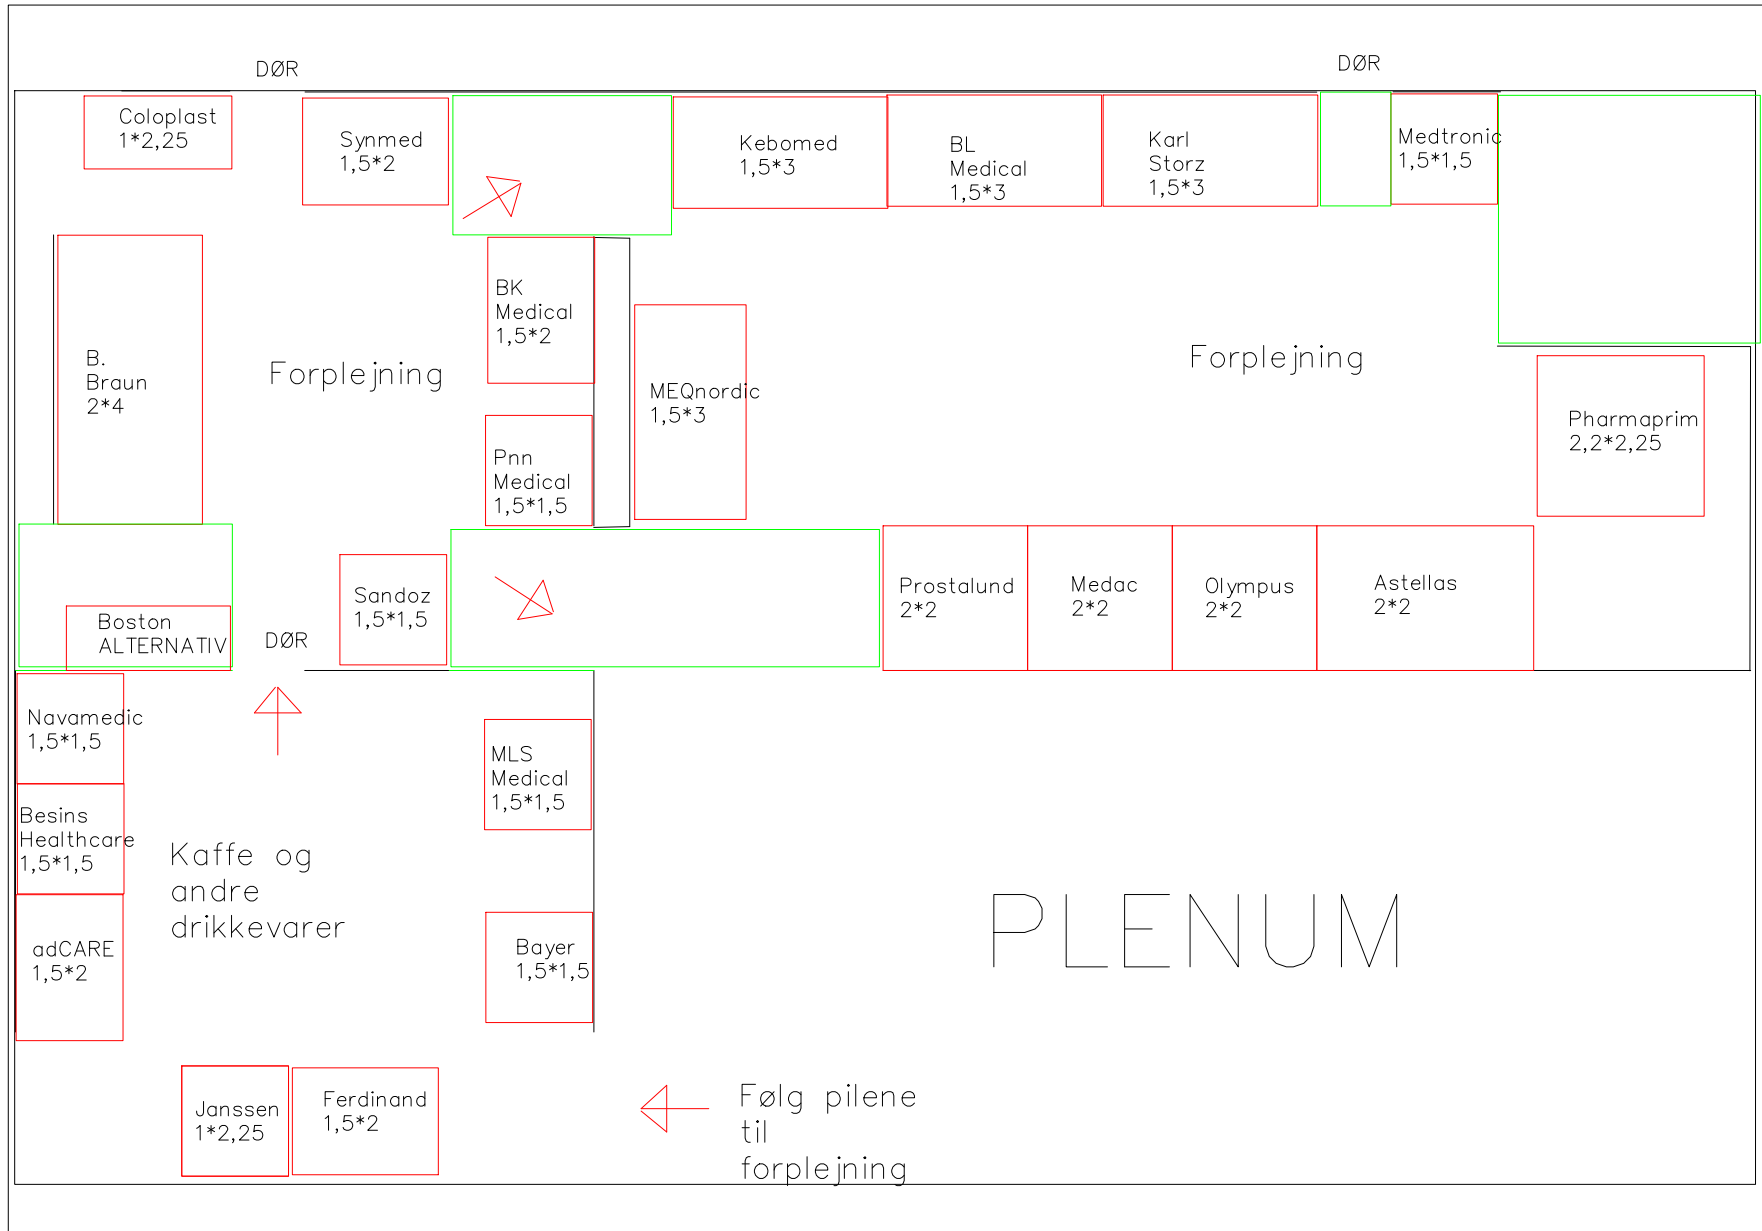 DØR
DØR
Coloplast
1*2,25
Synmed
1,5*2
Kebomed
1,5*3
BL
Medical
1,5*3
Karl
Storz
1,5*3
Medtronic
1,5*1,5
BK
Medical
1,5*2
B.
Braun
2*4
Forplejning
MEQnordic
1,5*3
Forplejning
Pharmaprim
2,2*2,25
Pnn
Medical
1,5*1,5
Sandoz
1,5*1,5
Prostalund
2*2
Medac
2*2
Olympus
2*2
Astellas
2*2
Boston
ALTERNATIV
DØR
Navamedic
1,5*1,5
MLS
Medical
1,5*1,5
Besins
Healthcare
1,5*1,5
Kaffe og
andre
drikkevarer
adCARE
1,5*2
Bayer
1,5*1,5
PLENUM
Janssen
1*2,25
Ferdinand
1,5*2
Følg pilene
til
forplejning